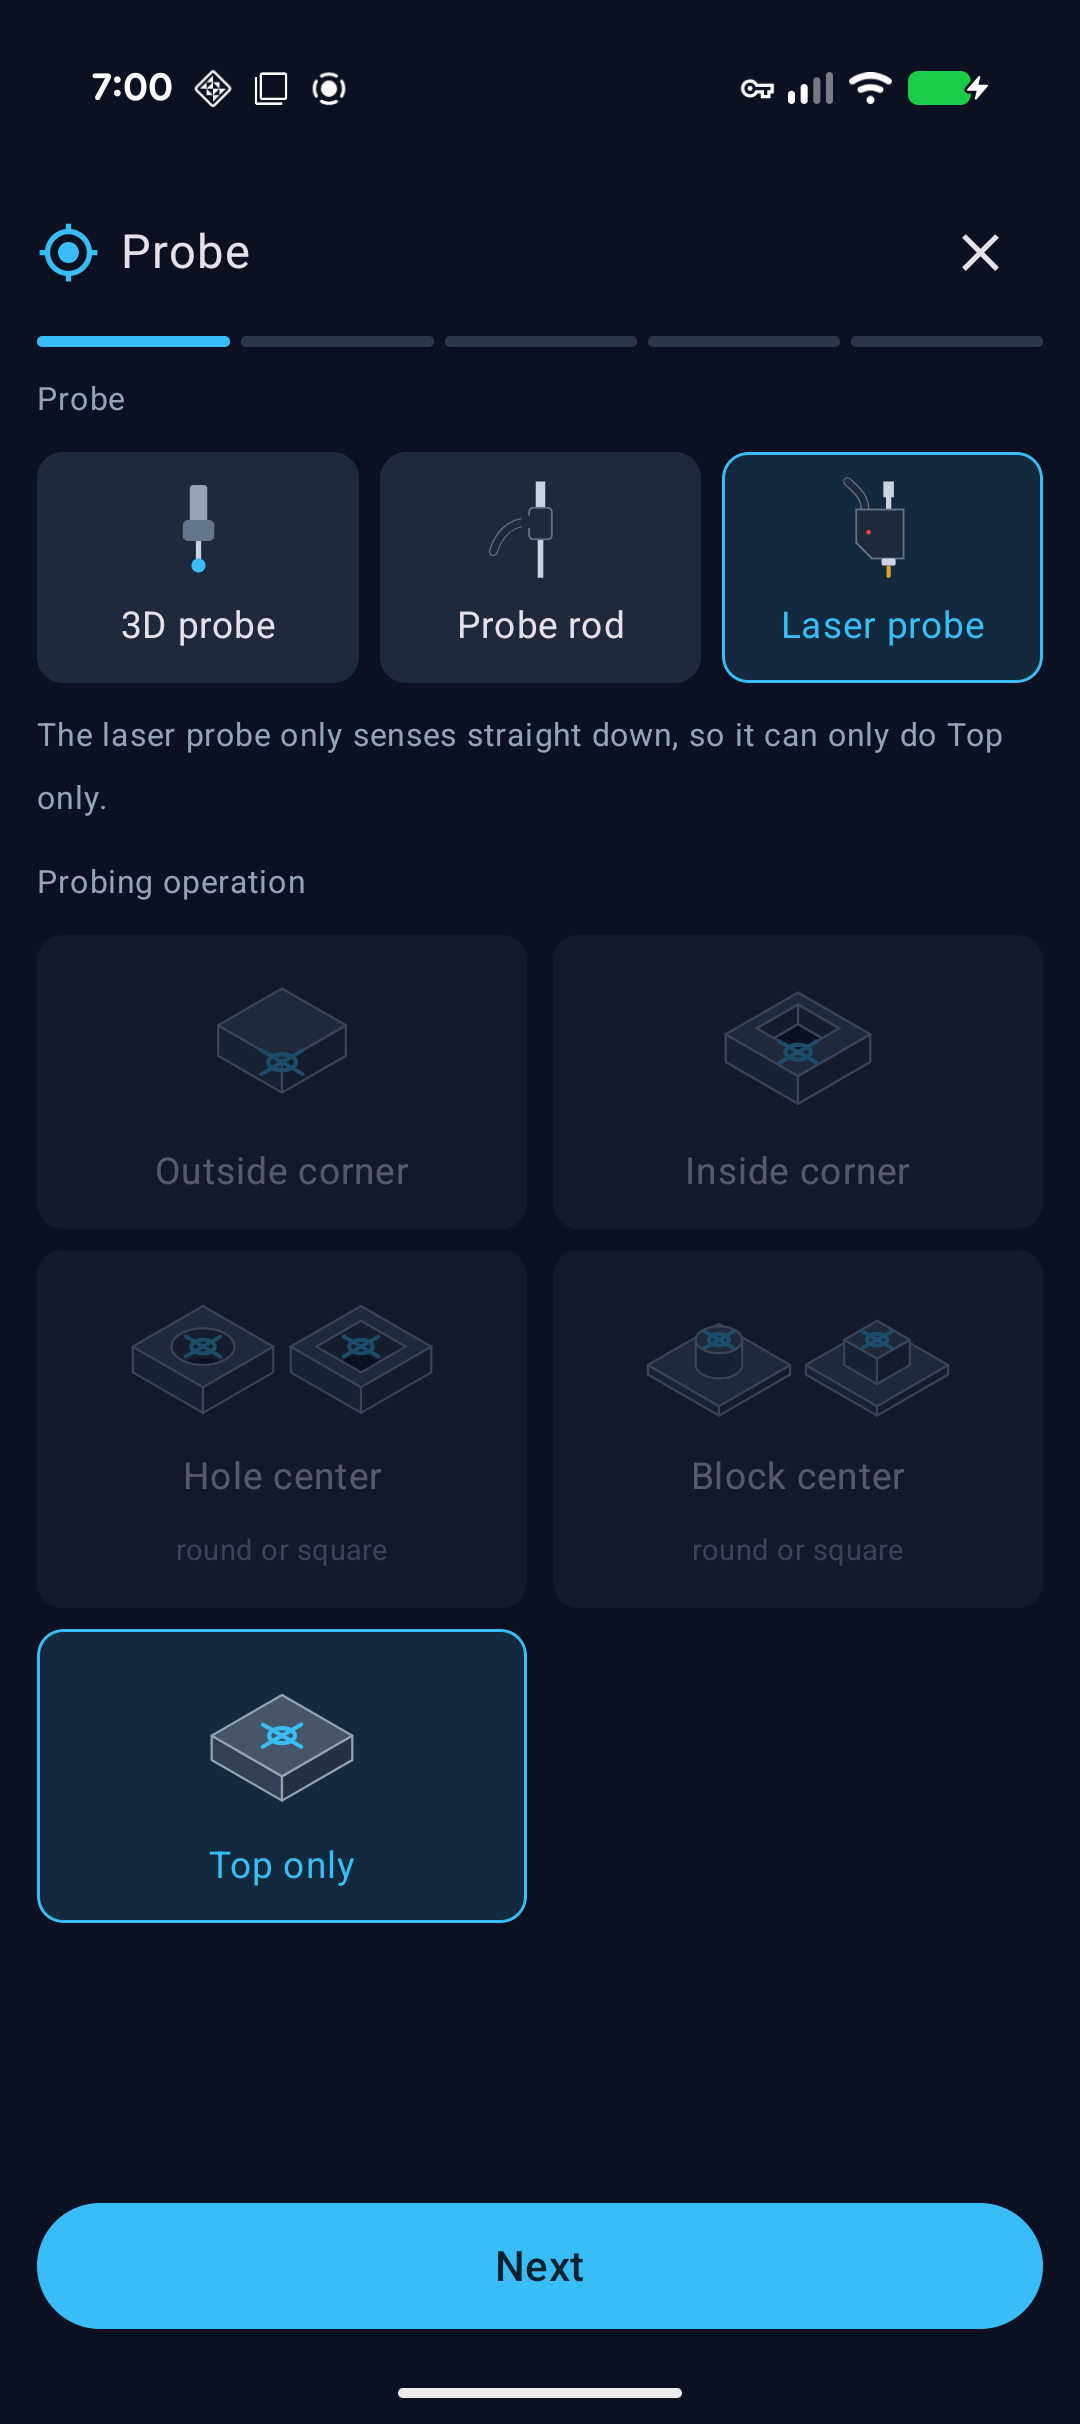 7:00
Probe
Probe
3D probe
Probe rod
Laser probe
The laser probe only senses straight down, so it can only do Top
only.
Probing operation
Outside corner
Inside corner
Hole center
round or square
Block center
round or square
Top only
Next